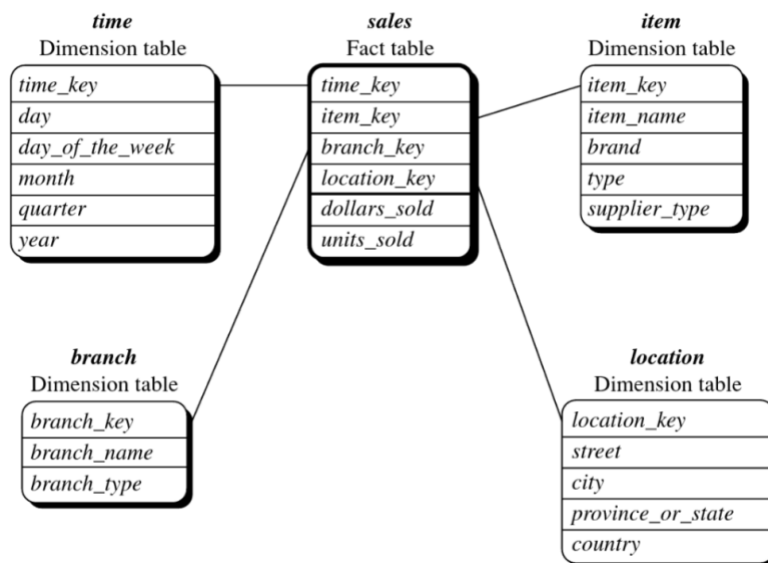 time
Dimension table
time_key
day
day_of_the_week
month
quarter
year
sales
Fact table
time_key
item_key
branch_key
location_key
dollars_sold
units_sold
item
Dimension table
item_key
item_name
brand
type
supplier_type
branch
Dimension table
branch_key
branch_name
branch_type
location
Dimension table
location_key
street
city
province_or_state
country